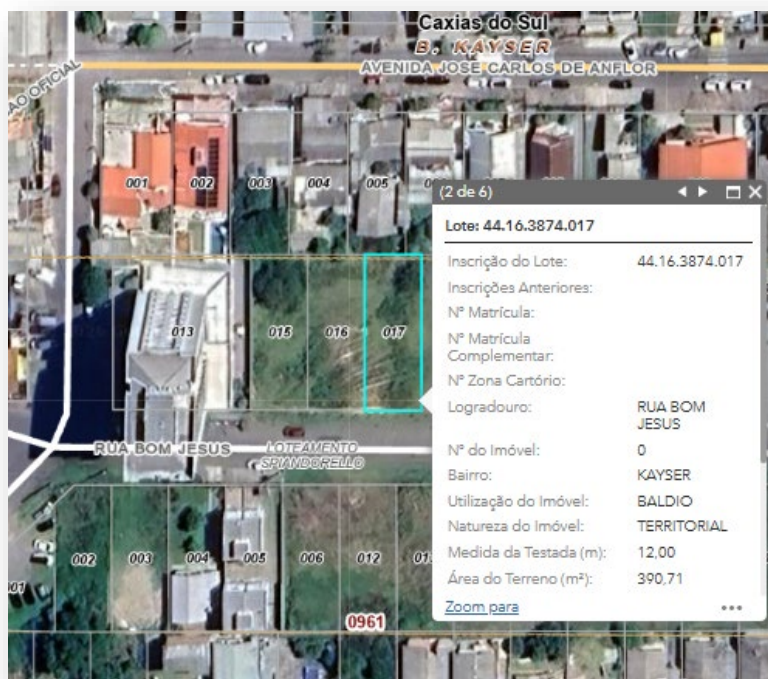 Caxias do Sul
B. KAYSER
AVENIDA JOSE CARLOS DE ANFLOR
ÃO OFICIAL
001
002
003
004
005
(2 de 6)
Lote: 44.16.3874.017
Inscrição do Lote: 44.16.3874.017
Inscrições Anteriores:
Nº Matrícula:
Nº Matrícula
Complementar:
Nº Zona Cartório:
Logradouro: RUA BOM
JESUS
Nº do Imóvel: 0
Bairro: KAYSER
Utilização do Imóvel: BALDIO
Natureza do Imóvel: TERRITORIAL
Medida da Testada (m): 12,00
Área do Terreno (m²): 390,71
Zoom para
013
015
016
017
RUA BOM JESUS
LOTEAMENTO
SPIANDORELLO
002
003
004
005
006
012
001
0961